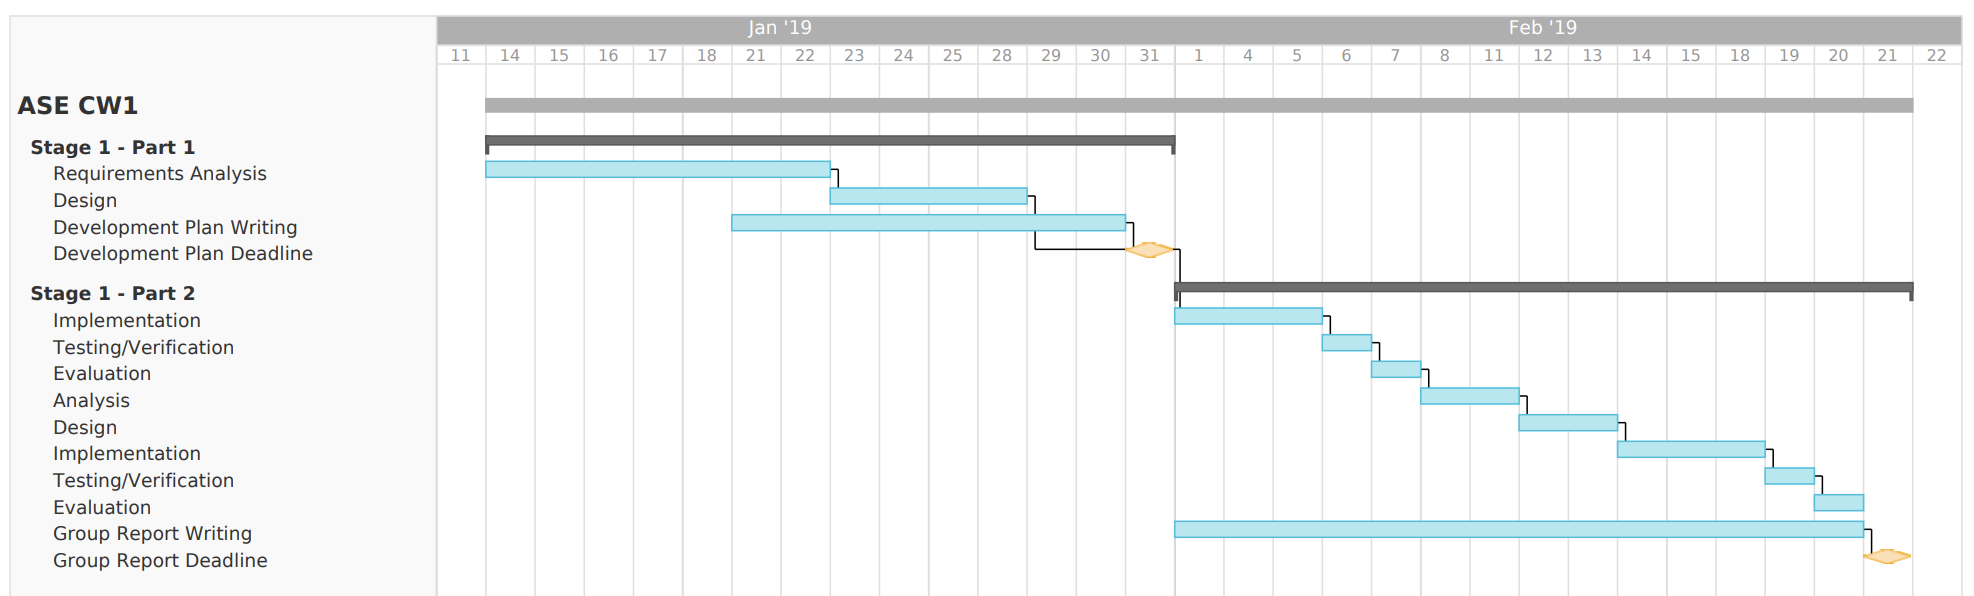 Jan '19 Feb '19
11 14 15 16 17 18 21 22 23 24 25 28 29 30 31 1 4 5 6 7 8 11 12 13 14 15 18 19 20 21 22
ASE CW1
Stage 1 - Part 1
Requirements Analysis
Design
Development Plan Writing
Development Plan Deadline
Stage 1 - Part 2
Implementation
Testing/Verification
Evaluation
Analysis
Design
Implementation
Testing/Verification
Evaluation
Group Report Writing
Group Report Deadline